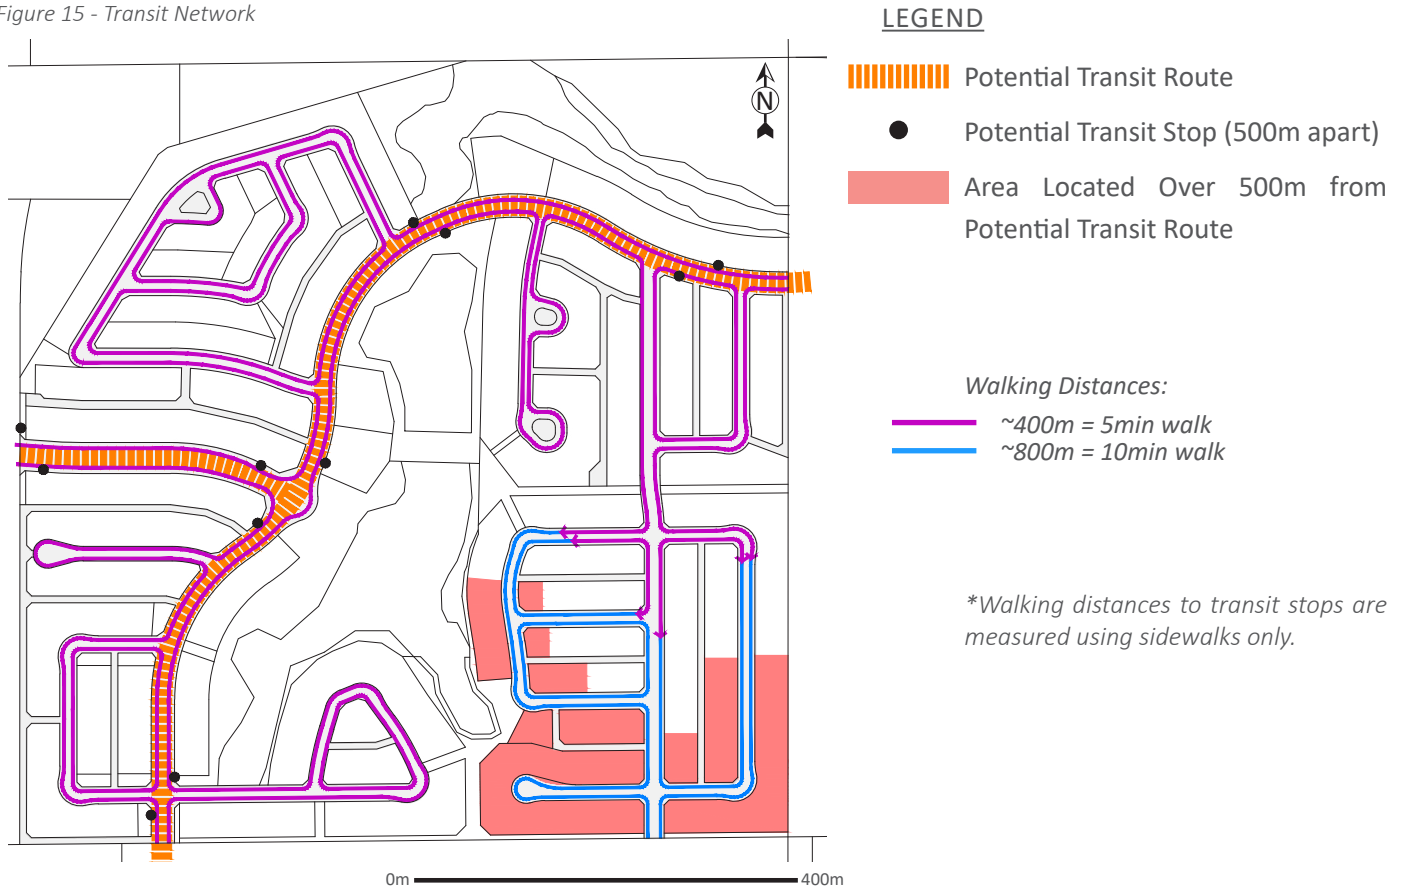 Figure 15 - Transit Network
LEGEND
Potential Transit Route
Potential Transit Stop (500m apart)
Area Located Over 500m from
Potential Transit Route
N
Walking Distances:
~400m = 5min walk
~800m = 10min walk
*Walking distances to transit stops are
measured using sidewalks only.
0m
400m